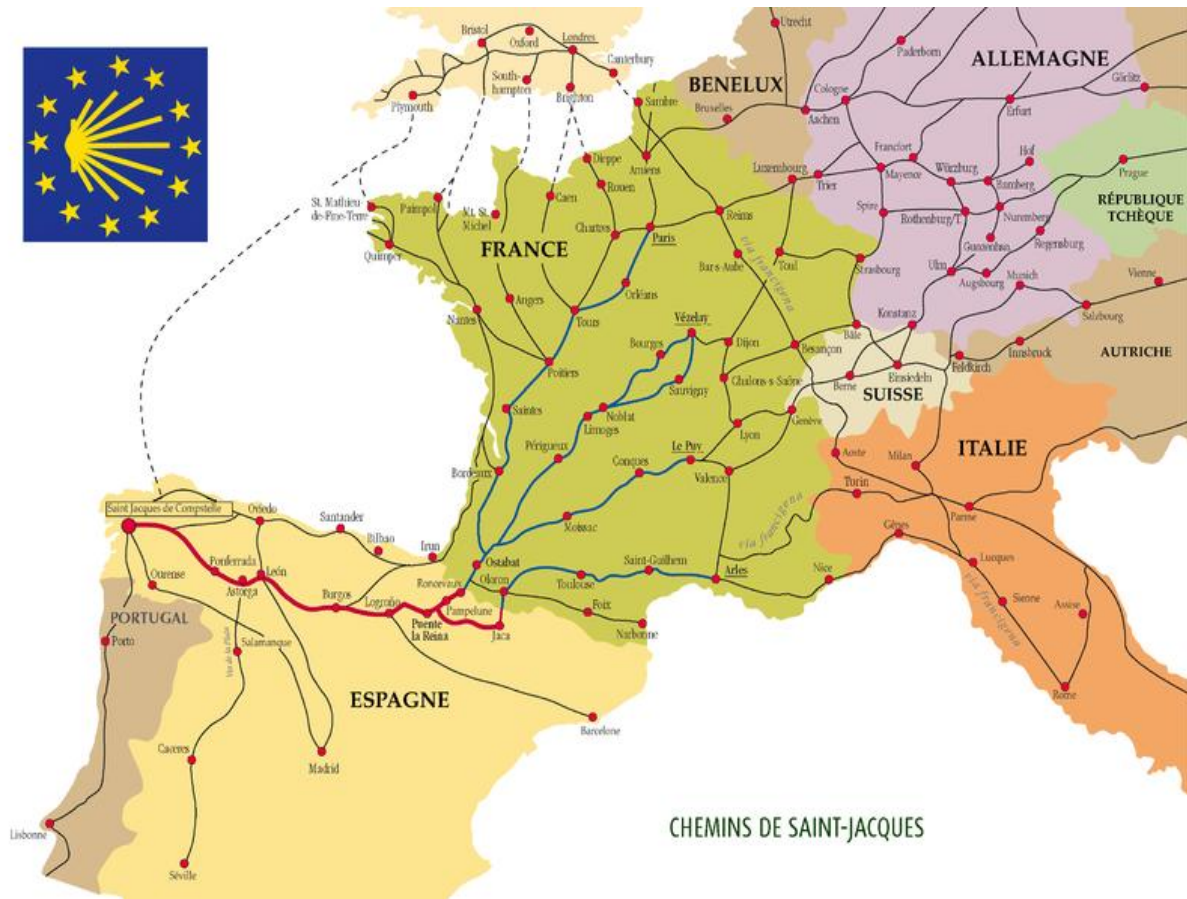 Bristol
Oxford
Londres
Canterbury
South-
hampton
Brighton
Plymouth
Utrecht
Paderborn
ALLEMAGNE
BENELUX
Cologne
Görlitz
Bruxelles
Aachen
Erfurt
Sambre
Amiens
Dieppe
Rouen
Luxembourg
Trier
Francfort
Mayence
Würzburg
Hof
Bamberg
Prague
RÉPUBLIQUE
TCHÈQUE
St. Mathieu
de-Fine-Terre
Paimpol
Mt. St.
Michel
Caen
Chartres
Paris
Reims
Spire
Rothenburg/T.
Nuremberg
Regensburg
Quimper
FRANCE
Bar-s-Aube
via francigena
Toul
Strasbourg
Ulm
Augsbourg
Munich
Vienne
Salzbourg
Angers
Orléans
Nantes
Tours
Vézelay
Bourges
Dijon
Besançon
Bâle
Konstanz
Feldkirch
Innsbruck
AUTRICHE
Poitiers
Sauvigny
Chalons-s-Saône
Berne
SUISSE
Einsiedeln
Saintes
Noblat
Limoges
Lyon
Genève
Périgueux
Le Puy
Conques
Valence
Aoste
Milan
ITALIE
Bordeaux
Moissac
Turin
via francigena
Parme
Saint Jacques de Compstelle
Oviedo
Santander
Bilbao
Irun
Ostabat
Oloron
Toulouse
Saint-Guilhem
Arles
Nice
Gênes
Lucques
Ponferrada
León
Astorga
Ourense
Burgos
Logroño
Roncevaux
Pampelune
Puente
la Reina
Jaca
Foix
Narbonne
via francigena
Sienne
Assise
PORTUGAL
Porto
Salamanque
Via de la Plata
Rome
ESPAGNE
Barcelone
Caceres
Madrid
Lisbonne
Séville
CHEMINS DE SAINT-JACQUES